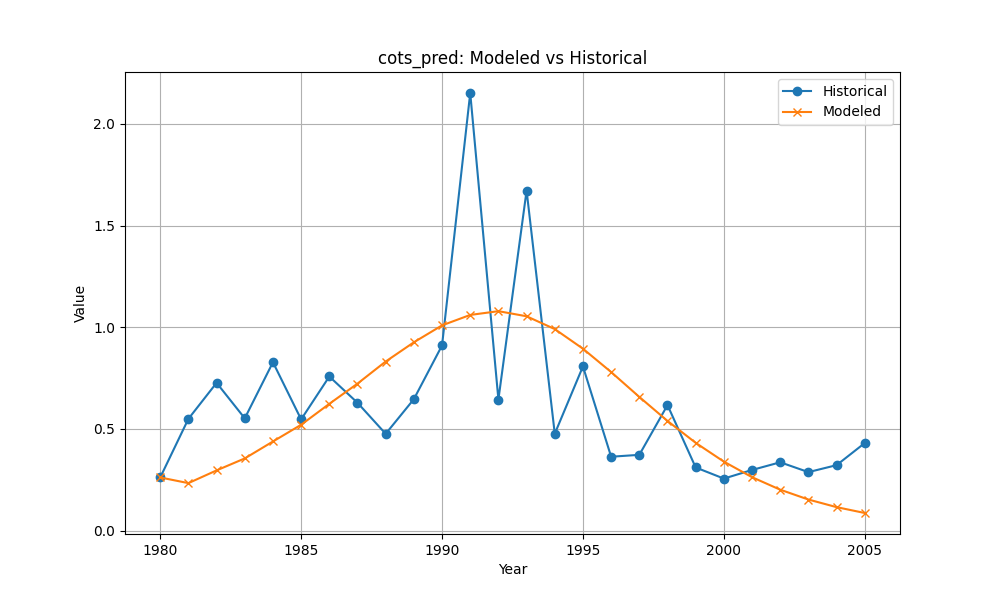 cots_pred: Modeled vs Historical
Historical
Modeled
2.0
1.5
1.0
0.5
0.0
Value
1980
1985
1990
1995
2000
2005
Year